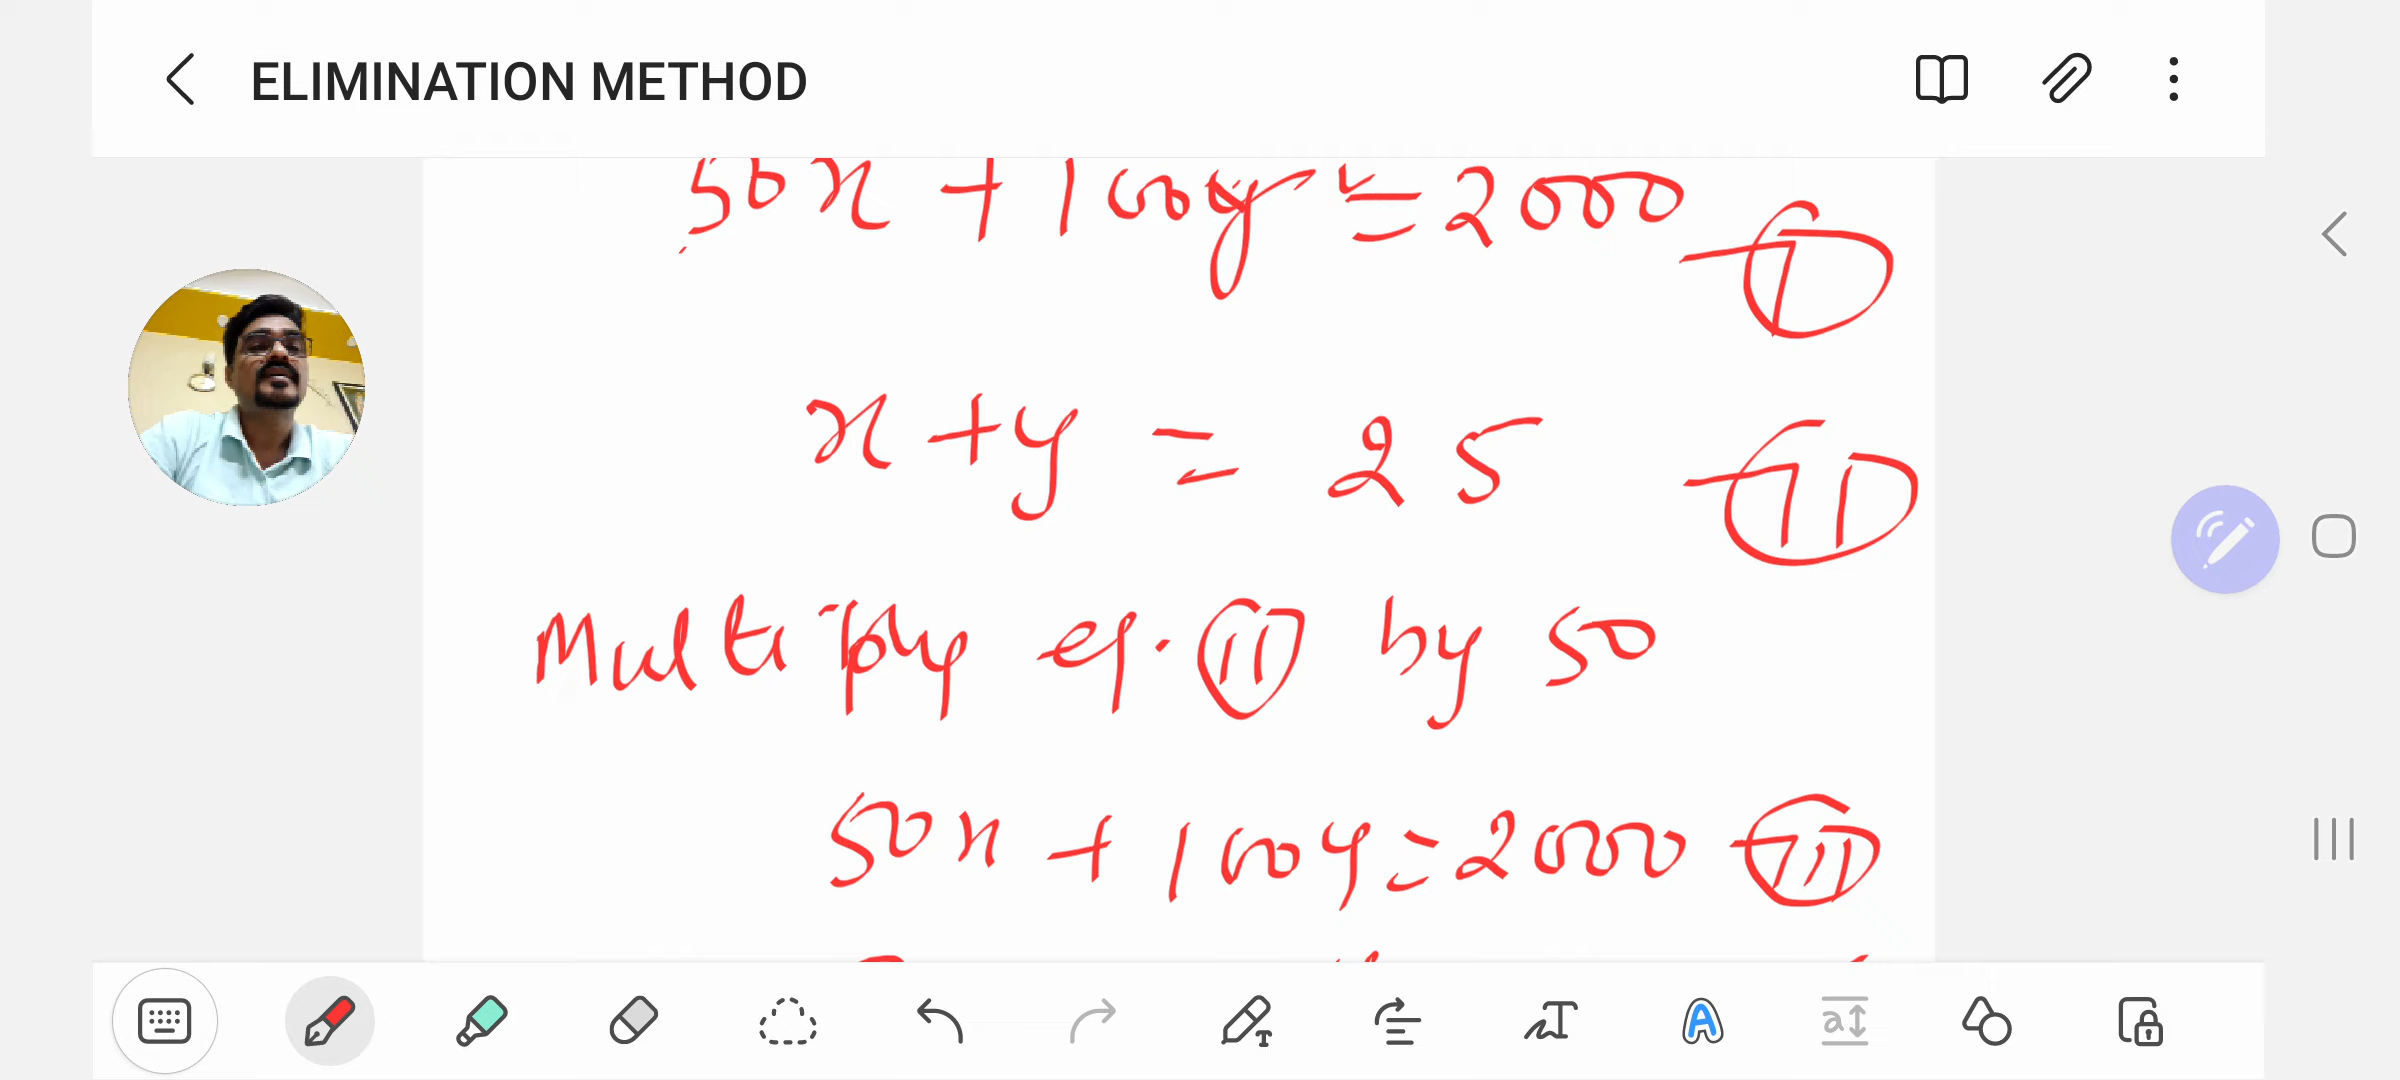 ELIMINATION METHOD
50x + 100y = 2000 - I
x + y = 25 - II
Multiply eq. II by 50
50x + 100y = 2000 - III